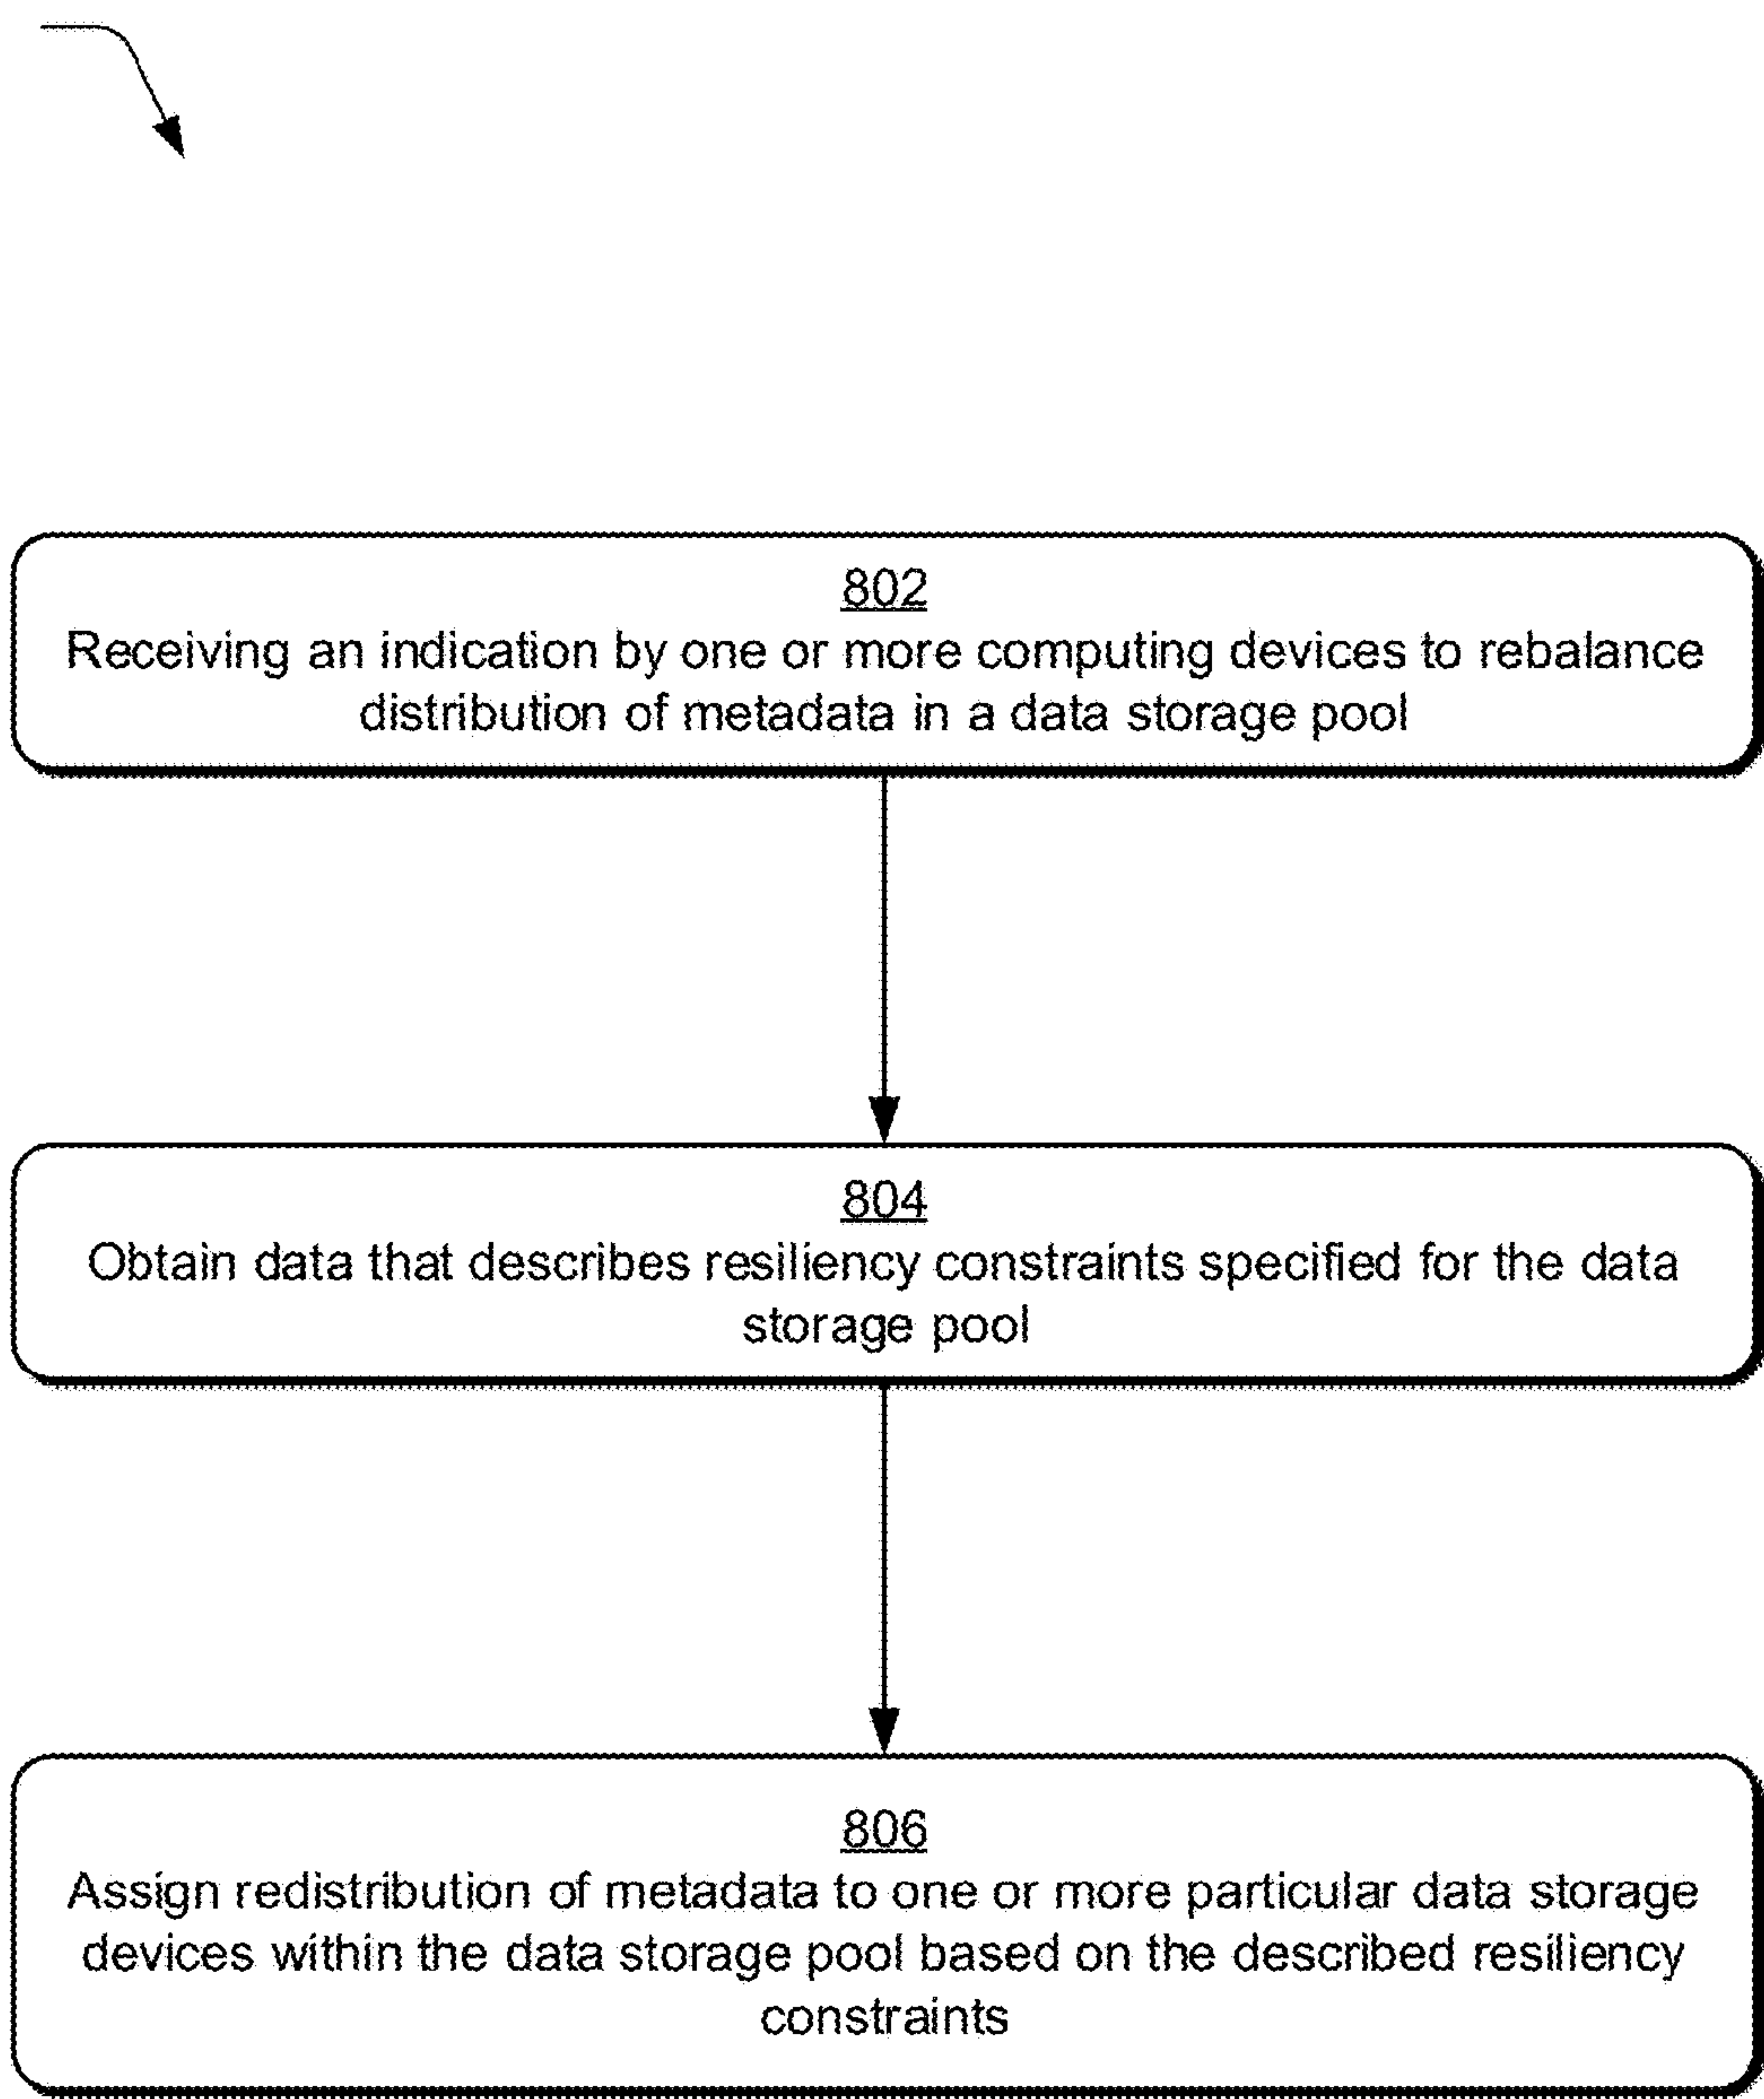 802
Receiving an indication by one or more computing devices to rebalance
distribution of metadata in a data storage pool
804
Obtain data that describes resiliency constraints specified for the data
storage pool
806
Assign redistribution of metadata to one or more particular data storage
devices within the data storage pool based on the described resiliency
constraints